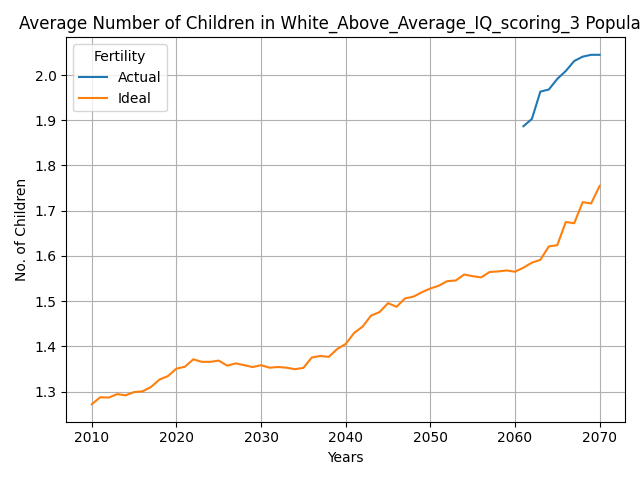 Average Number of Children in White_Above_Average_IQ_scoring_3 Popula
Fertility
Actual
Ideal
No. of Children
2.0
1.9
1.8
1.7
1.6
1.5
1.4
1.3
2010 2020 2030 2040 2050 2060 2070
Years